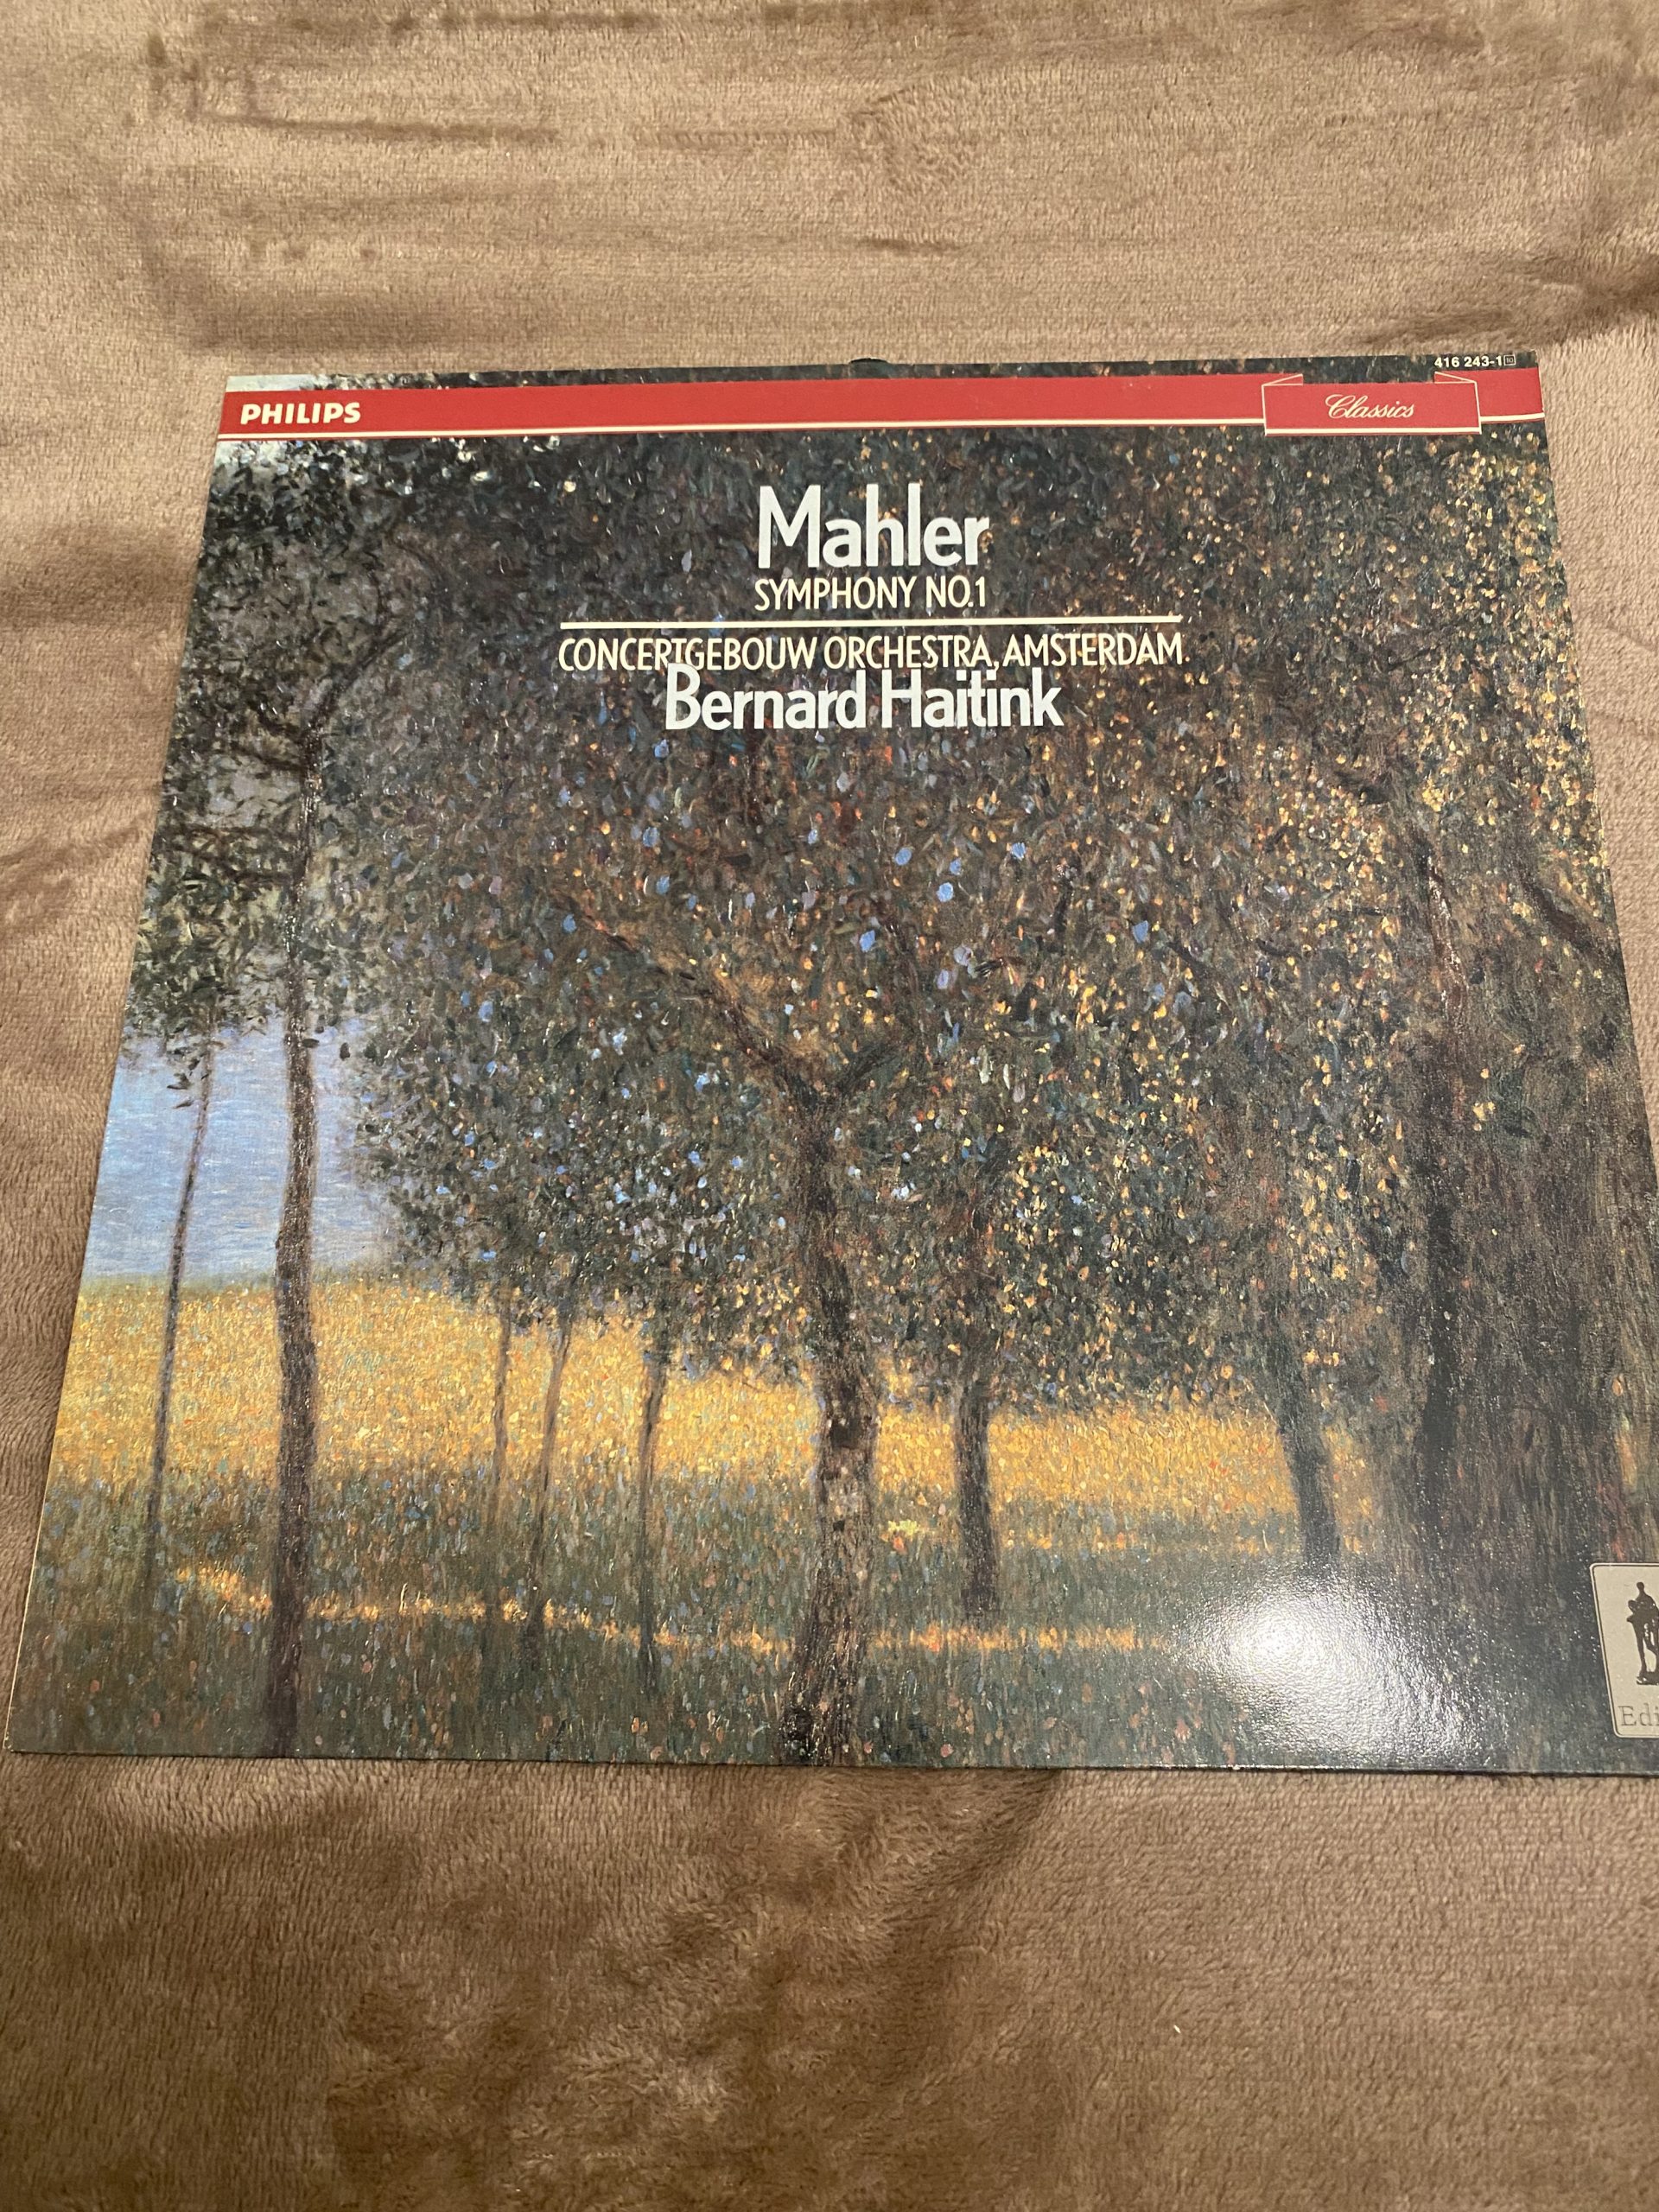 416 243-1
PHILIPS
Classics
Mahler
SYMPHONY NO.1
CONCERTGEBOUW ORCHESTRA, AMSTERDAM.
Bernard Haitink
Edi